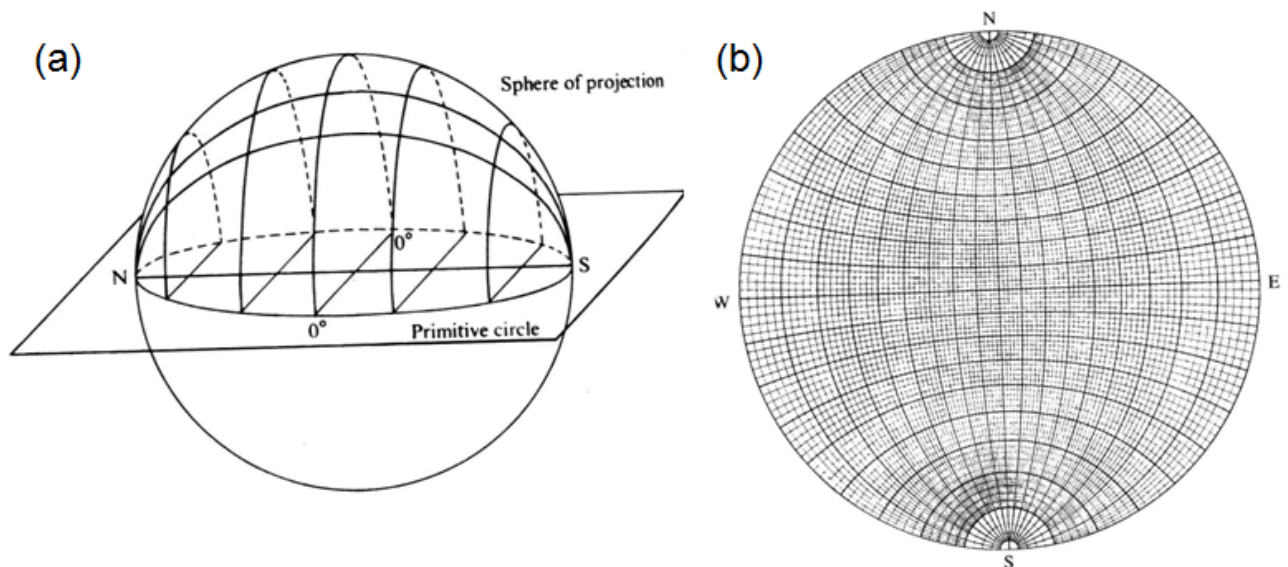 (a)
Sphere of projection
N
S
0°
0°
Primitive circle
(b)
N
W
E
S